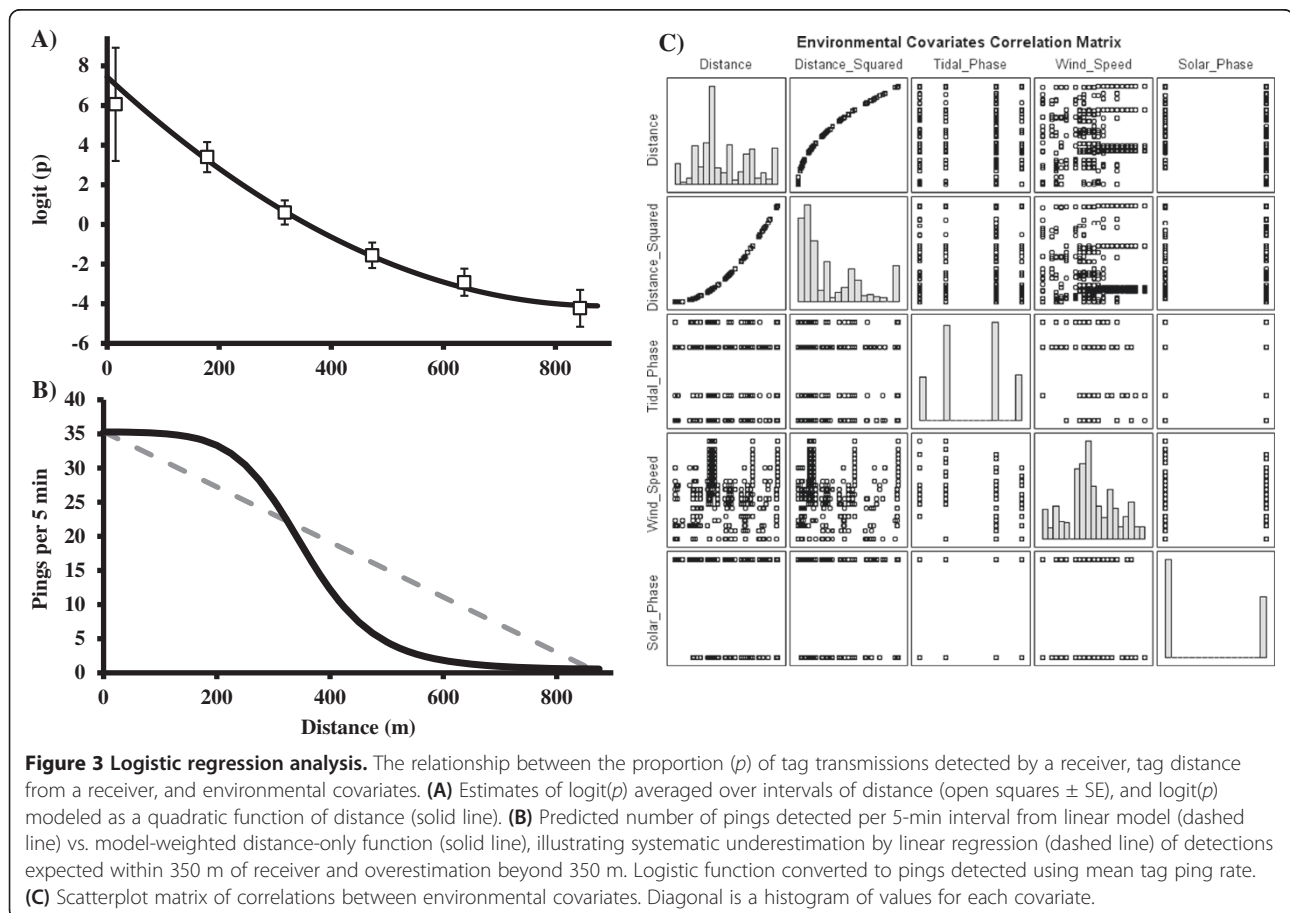 A)
logit (p)
8
6
4
2
0
-2
-4
-6
0 200 400 600 800
B)
Pings per 5 min
40
35
30
25
20
15
10
5
0
0 200 400 600 800
Distance (m)
C)
Environmental Covariates Correlation Matrix
Distance Distance_Squared Tidal_Phase Wind_Speed Solar_Phase
Distance
Distance_Squared
Tidal_Phase
Wind_Speed
Solar_Phase
Figure 3 Logistic regression analysis. The relationship between the proportion (p) of tag transmissions detected by a receiver, tag distance
from a receiver, and environmental covariates. (A) Estimates of logit(p) averaged over intervals of distance (open squares ± SE), and logit(p)
modeled as a quadratic function of distance (solid line). (B) Predicted number of pings detected per 5-min interval from linear model (dashed
line) vs. model-weighted distance-only function (solid line), illustrating systematic underestimation by linear regression (dashed line) of detections
expected within 350 m of receiver and overestimation beyond 350 m. Logistic function converted to pings detected using mean tag ping rate.
(C) Scatterplot matrix of correlations between environmental covariates. Diagonal is a histogram of values for each covariate.